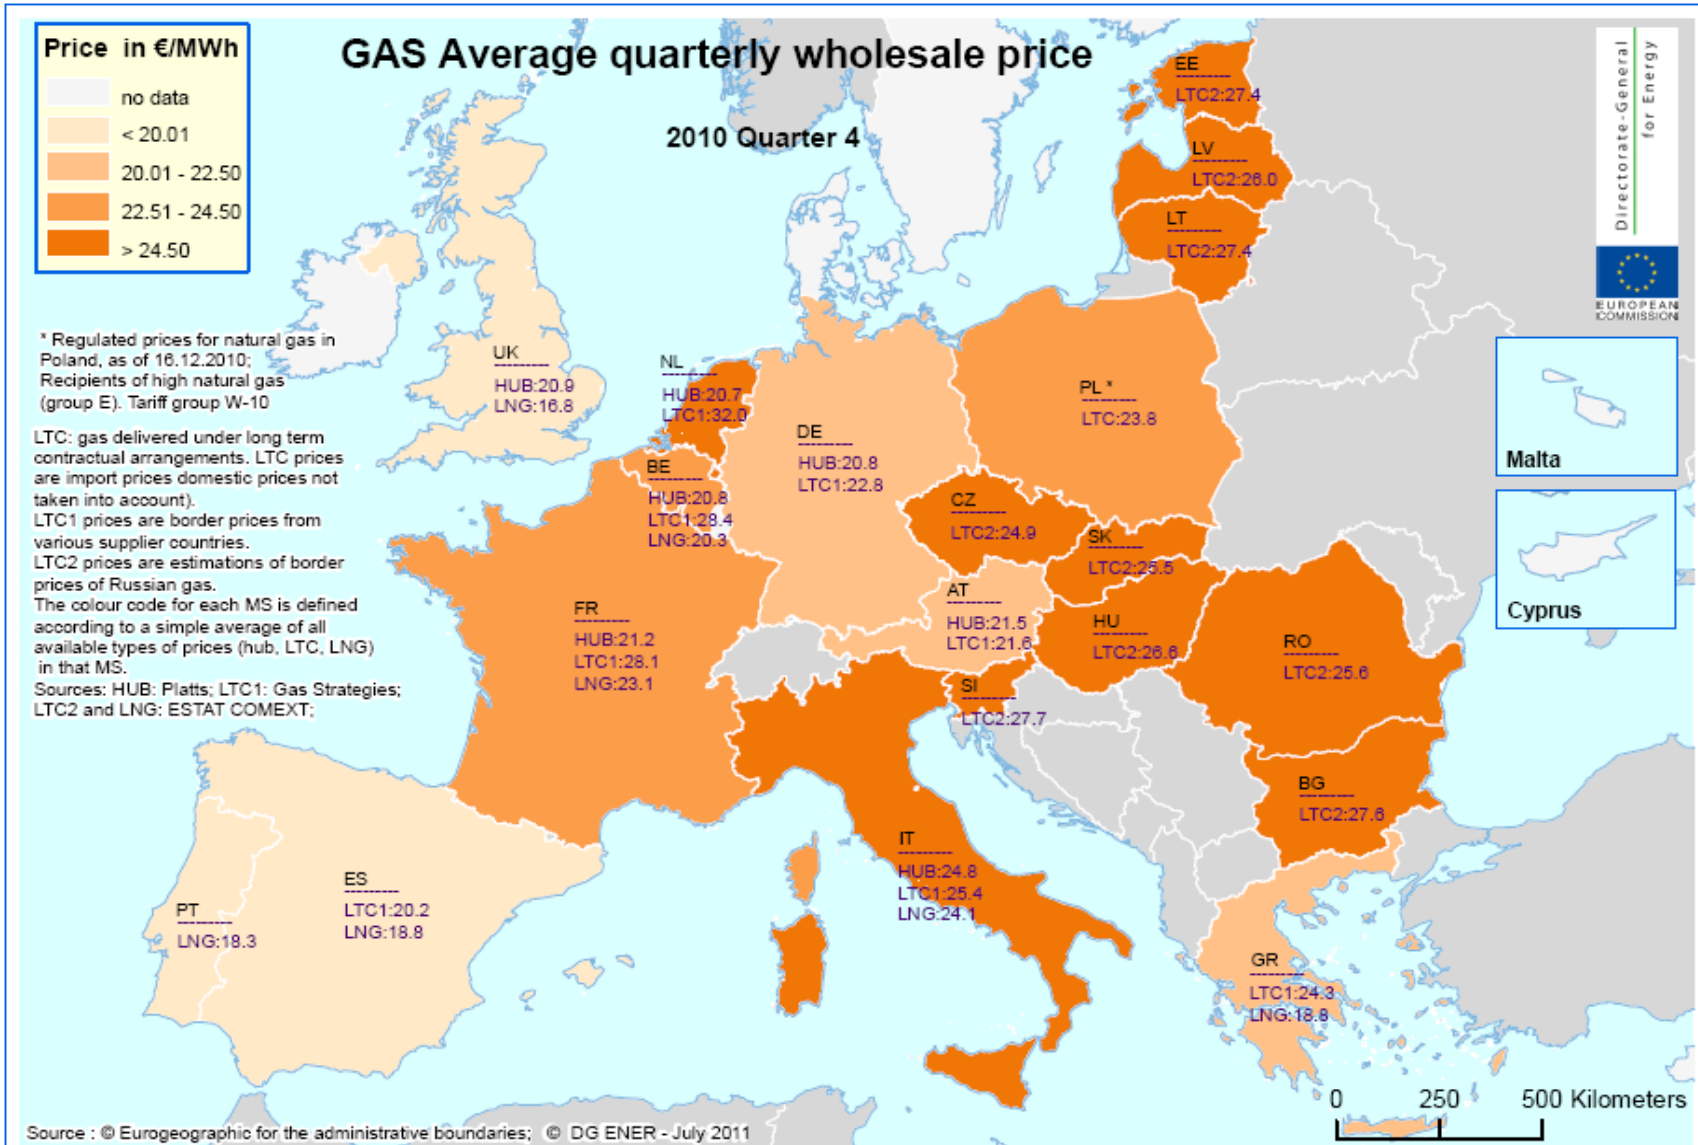 GAS Average quarterly wholesale price
2010 Quarter 4
Price in €/MWh
no data
< 20.01
20.01 - 22.50
22.51 - 24.50
> 24.50
Directorate-General
for Energy
EUROPEAN
COMMISSION
* Regulated prices for natural gas in
Poland, as of 16.12.2010;
Recipients of high natural gas
(group E). Tariff group W-10
LTC: gas delivered under long term
contractual arrangements. LTC prices
are import prices domestic prices not
taken into account).
LTC1 prices are border prices from
various supplier countries.
LTC2 prices are estimations of border
prices of Russian gas.
The colour code for each MS is defined
according to a simple average of all
available types of prices (hub, LTC, LNG)
in that MS.
Sources: HUB: Platts; LTC1: Gas Strategies;
LTC2 and LNG: ESTAT COMEXT;
EE
LTC2:27.4
LV
LTC2:26.0
LT
LTC2:27.4
UK
HUB:20.9
LNG:16.8
NL
HUB:20.7
LTC1:32.0
PL *
LTC:23.8
DE
HUB:20.8
LTC1:22.8
BE
HUB:20.8
LTC1:28.4
LNG:20.3
CZ
LTC2:24.9
SK
LTC2:25.5
AT
HUB:21.5
LTC1:21.6
HU
LTC2:26.6
FR
HUB:21.2
LTC1:28.1
LNG:23.1
RO
LTC2:25.6
SI
LTC2:27.7
BG
LTC2:27.6
IT
HUB:24.8
LTC1:25.4
LNG:24.1
ES
LTC1:20.2
LNG:18.8
PT
LNG:18.3
GR
LTC1:24.3
LNG:18.8
Malta
Cyprus
0 250 500 Kilometers
Source : © Eurogeographic for the administrative boundaries; © DG ENER - July 2011